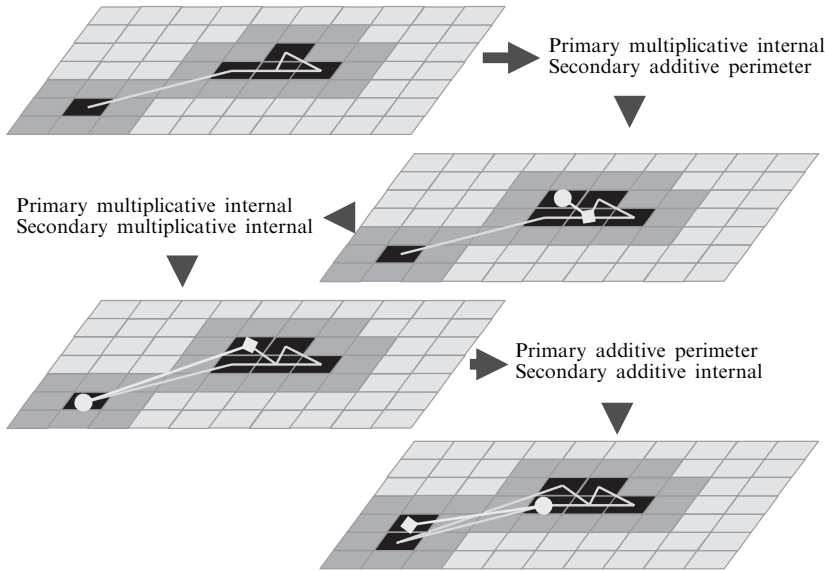 Primary multiplicative internal
Secondary additive perimeter
Primary multiplicative internal
Secondary multiplicative internal
Primary additive perimeter
Secondary additive internal